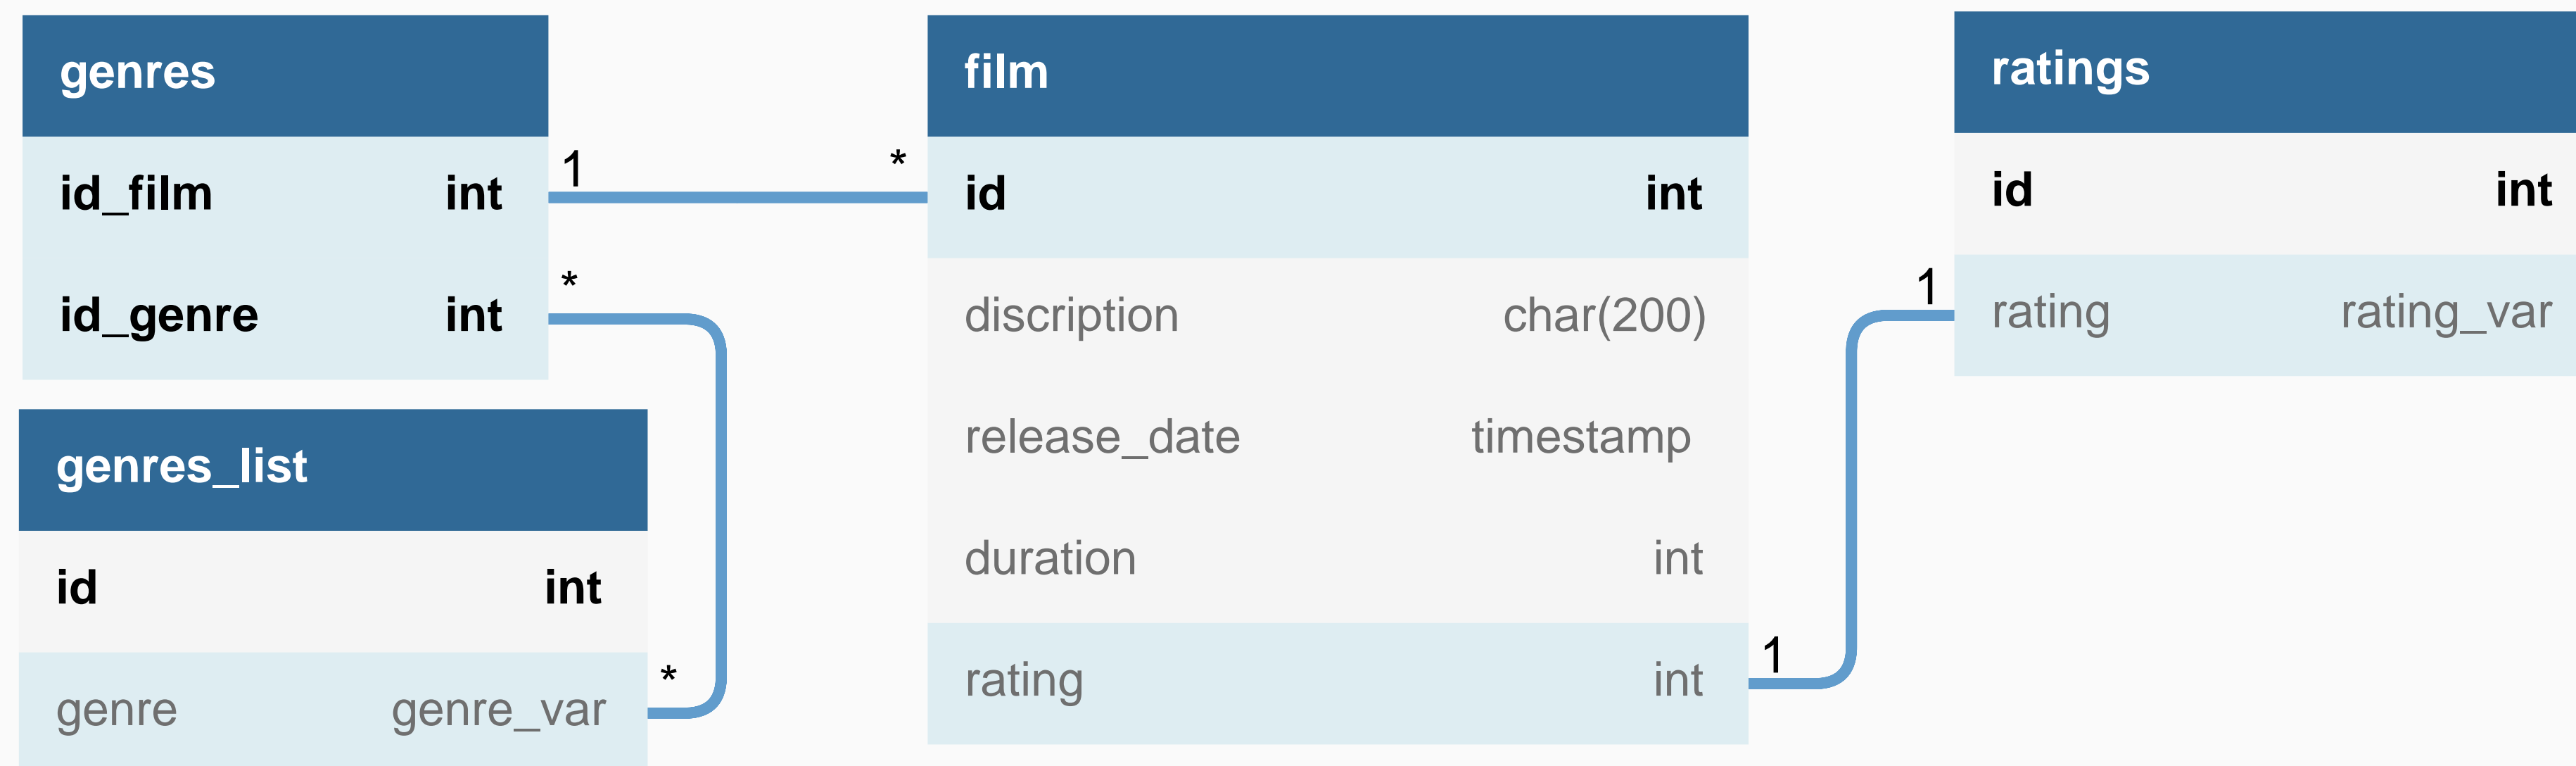 genres
id_film int
id_genre int
1
*
*
genres_list
id int
genre genre_var
*
film
id int
discription char(200)
release_date timestamp
duration int
rating int
1
1
ratings
id int
rating rating_var